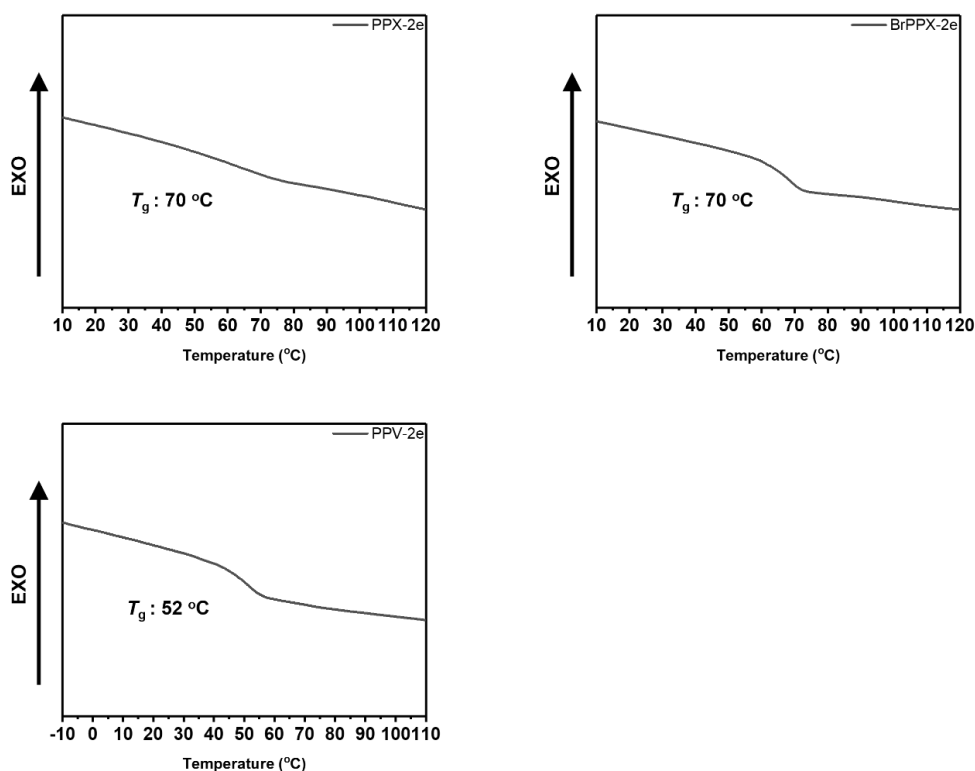 PPX-2e
EXO
Tg : 70 oC
10 20 30 40 50 60 70 80 90 100 110 120
Temperature (oC)
BrPPX-2e
EXO
Tg : 70 oC
10 20 30 40 50 60 70 80 90 100 110 120
Temperature (oC)
PPV-2e
EXO
Tg : 52 oC
-10 0 10 20 30 40 50 60 70 80 90 100 110
Temperature (oC)